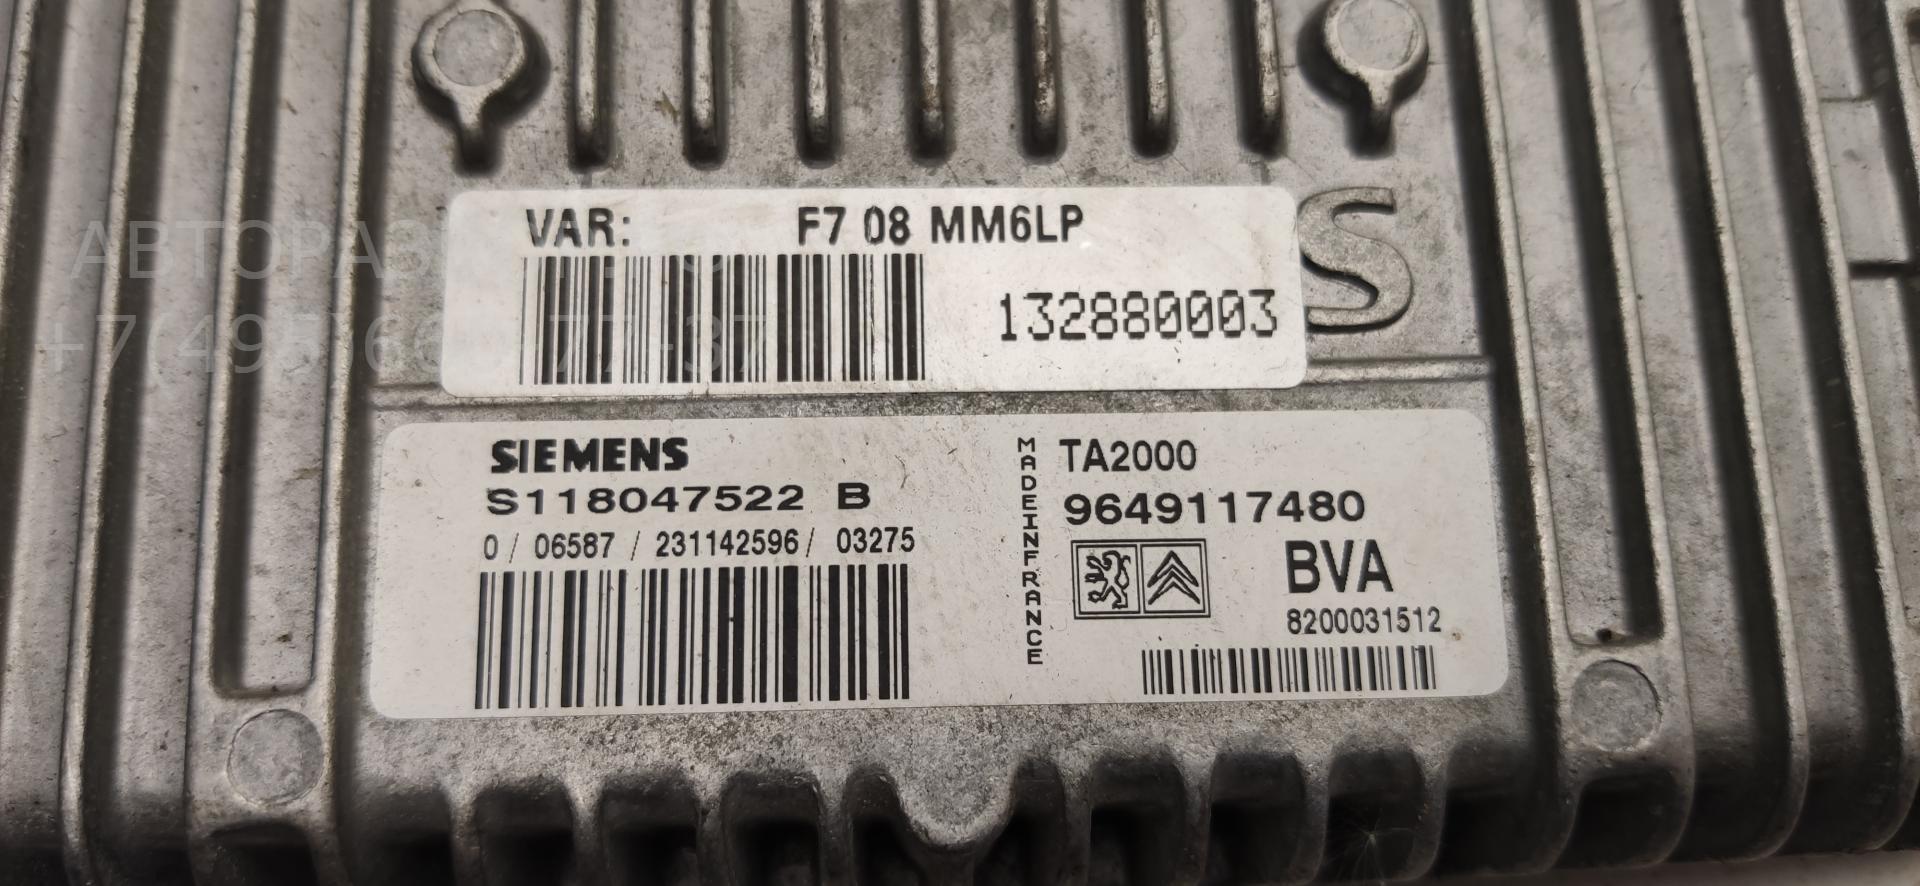 VAR: F7 08 MM6LP
132880003
S
SIEMENS
S118047522 B
0 / 06587 / 231142596 / 03275
MADEINFRANCE
TA2000
9649117480
BVA
8200031512